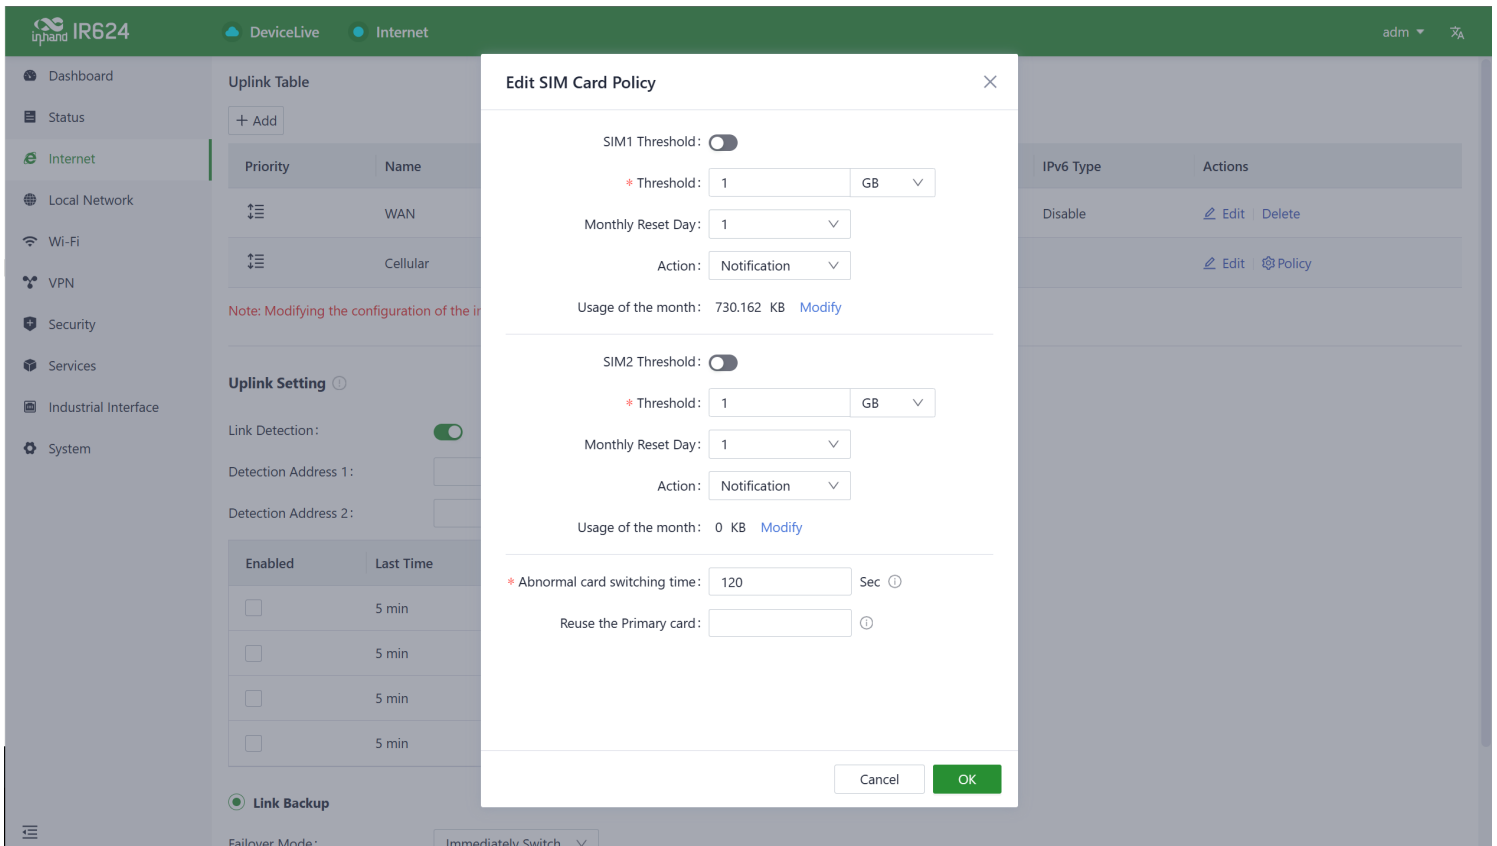 inhand IR624
DeviceLive
Internet
adm
Dashboard
Status
Internet
Local Network
Wi-Fi
VPN
Security
Services
Industrial Interface
System
Uplink Table
+ Add
Priority Name IPv6 Type Actions
WAN Disable Edit Delete
Cellular Edit Policy
Note: Modifying the configuration of the
Uplink Setting
Link Detection:
Detection Address 1:
Detection Address 2:
Enabled Last Time
5 min
5 min
5 min
5 min
Link Backup
Failover Mode: Immediately Switch
Edit SIM Card Policy
SIM1 Threshold:
* Threshold: 1 GB
Monthly Reset Day: 1
Action: Notification
Usage of the month: 730.162 KB Modify
SIM2 Threshold:
* Threshold: 1 GB
Monthly Reset Day: 1
Action: Notification
Usage of the month: 0 KB Modify
* Abnormal card switching time: 120 Sec
Reuse the Primary card:
Cancel OK